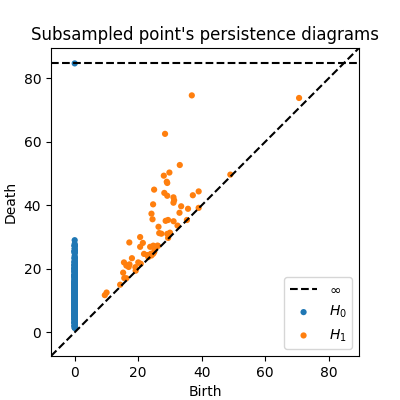 Subsampled point's persistence diagrams
80
60
40
20
0
Death
∞
H₀
H₁
0 20 40 60 80
Birth